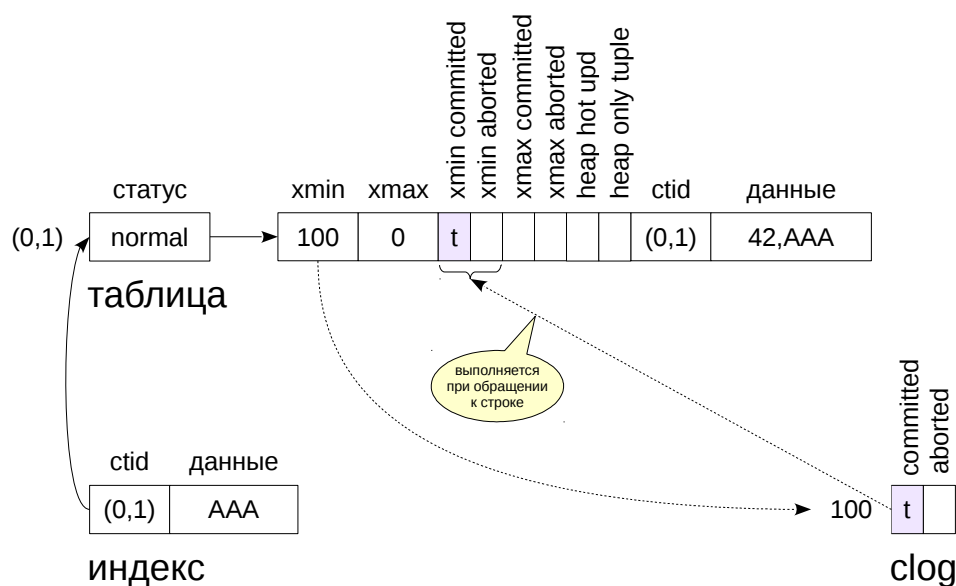 xmin committed
xmin aborted
xmax committed
xmax aborted
heap hot upd
heap only tuple
статус xmin xmax ctid данные
(0,1) normal 100 0 t (0,1) 42,AAA
таблица
выполняется
при обращении
к строке
committed
aborted
ctid данные
(0,1) AAA 100 t
индекс clog